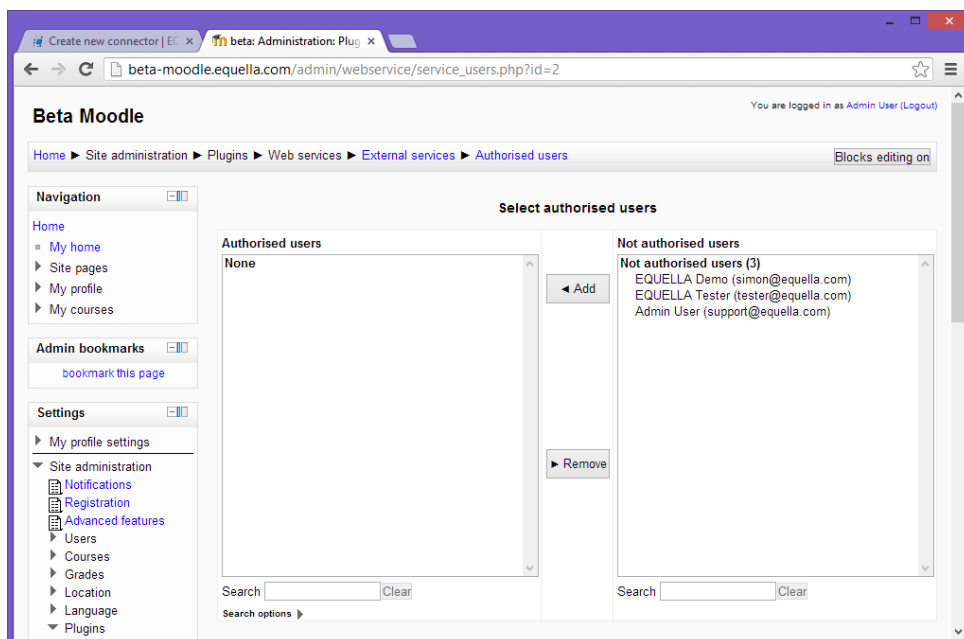 Create new connector | EC ×
beta: Administration: Plug ×
beta-moodle.equella.com/admin/webservice/service_users.php?id=2
Beta Moodle
You are logged in as Admin User (Logout)
Home ► Site administration ► Plugins ► Web services ► External services ► Authorised users
Blocks editing on
Navigation
Home
My home
Site pages
My profile
My courses
Admin bookmarks
bookmark this page
Settings
My profile settings
Site administration
Notifications
Registration
Advanced features
Users
Courses
Grades
Location
Language
Plugins
Select authorised users
Authorised users
None
Search
Clear
Search options
◄ Add
► Remove
Not authorised users
Not authorised users (3)
EQUELLA Demo (simon@equella.com)
EQUELLA Tester (tester@equella.com)
Admin User (support@equella.com)
Search
Clear